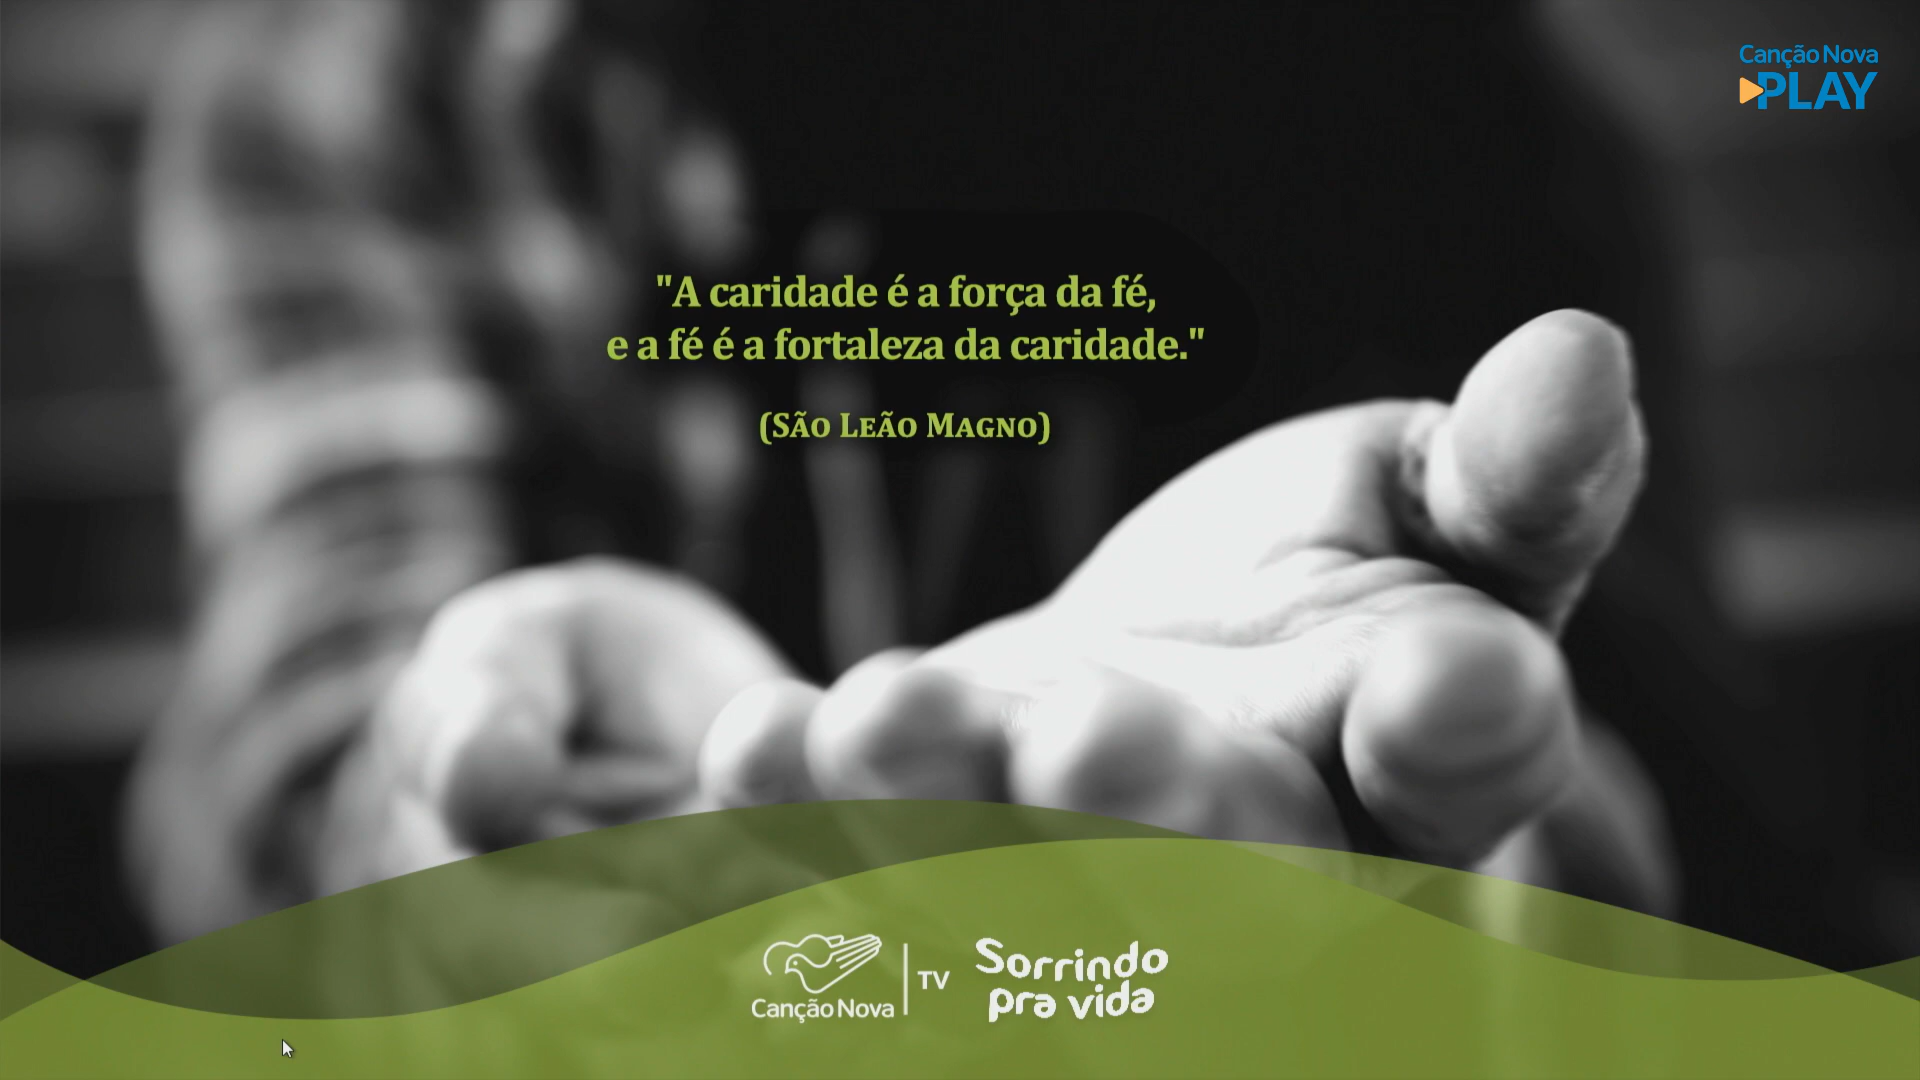 Canção Nova
PLAY
"A caridade é a força da fé,
e a fé é a fortaleza da caridade."
(São Leão Magno)
Canção Nova
TV
Sorrindo
pra vida